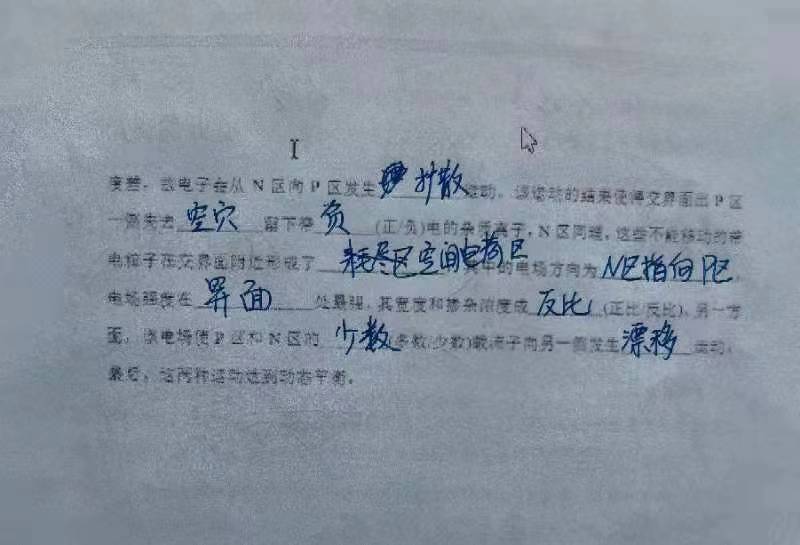 度差，故电子会从 N 区向 P 区发生 扩散 运动，该运动的结果使得交界面出 P 区
一侧失去 空穴 留下带 负 (正/负)电的杂质离子，N 区同理，这些不能移动的带
电粒子在交界面附近形成了 耗尽区空间电荷区 其中的电场方向为 N区指向P区
电场强度在 界面 处最强，其宽度和掺杂浓度成 反比 (正比/反比)，另一方
面，该电场使 P 区和 N 区的 少数 (多数/少数)载流子向另一侧发生 漂移 运动，
最后，这两种运动达到动态平衡。